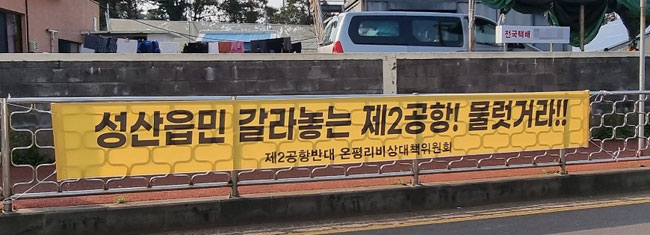 전국택배
성산읍민 갈라놓는 제2공항! 물럿거라!!
제2공항반대 온평리비상대책위원회